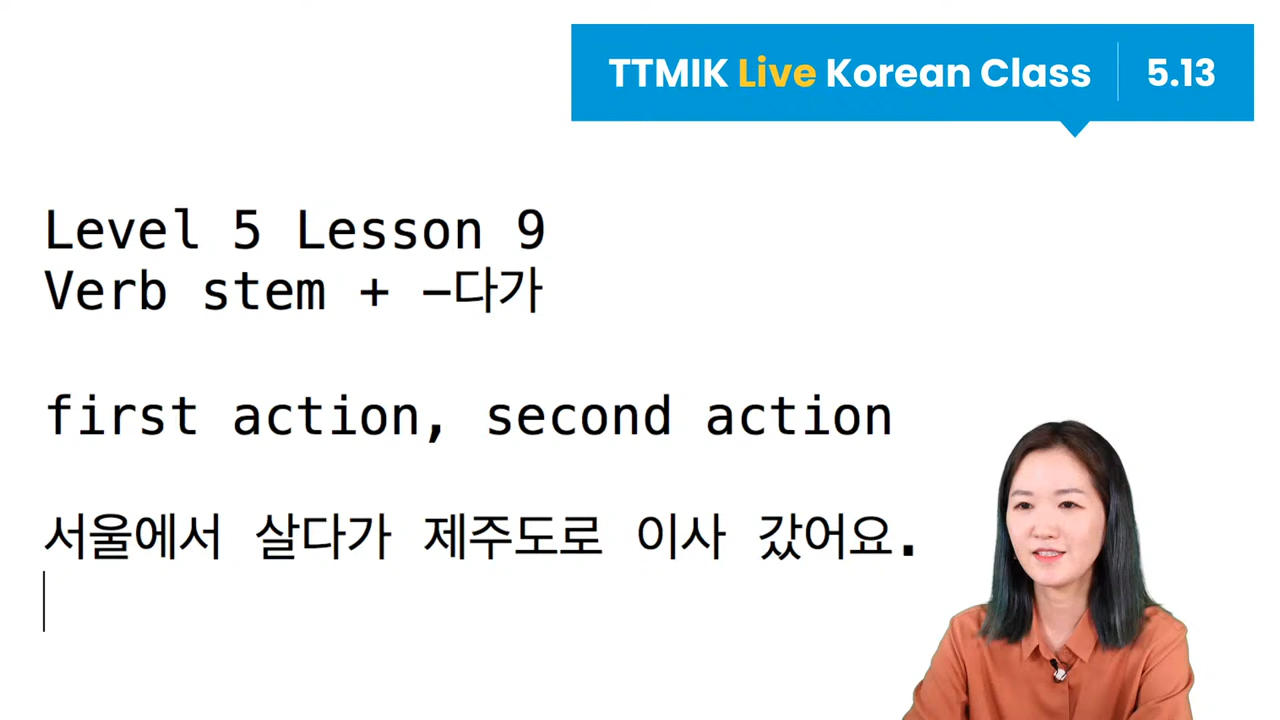 TTMIK Live Korean Class 5.13
Level 5 Lesson 9
Verb stem + -다가
first action, second action
서울에서 살다가 제주도로 이사 갔어요.